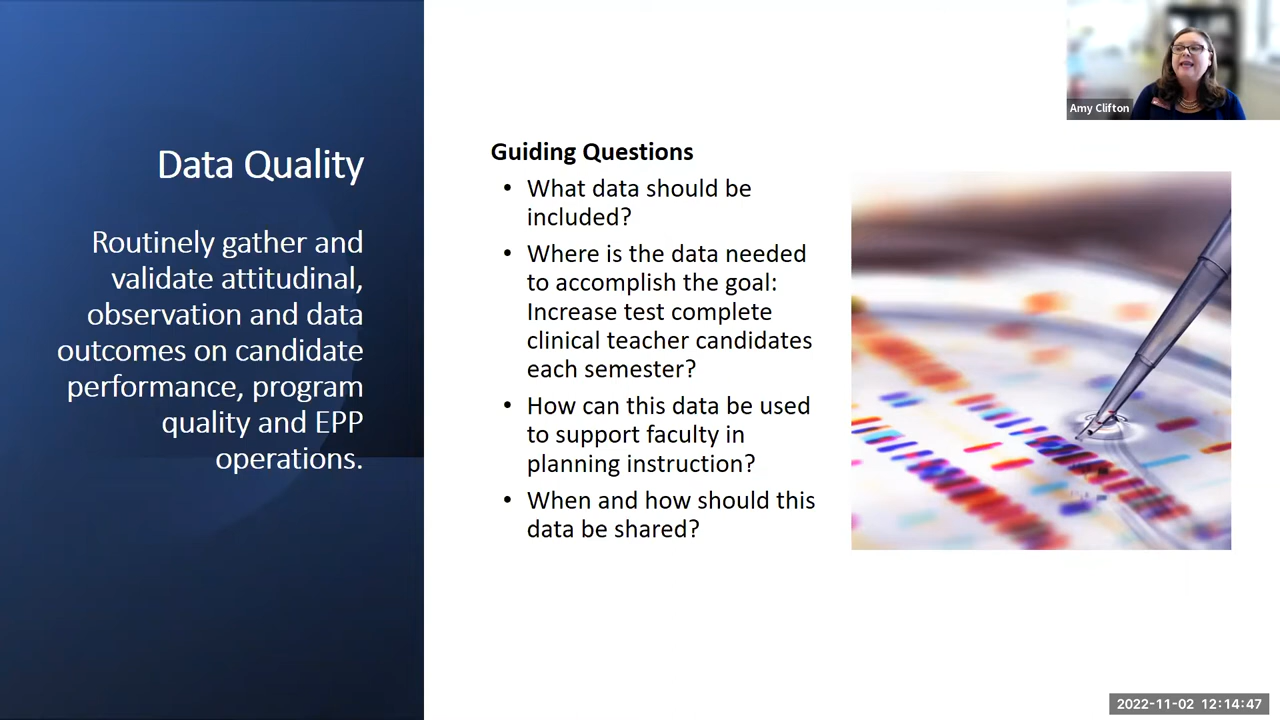 Data Quality
Routinely gather and
validate attitudinal,
observation and data
outcomes on candidate
performance, program
quality and EPP
operations.
Guiding Questions
• What data should be
included?
• Where is the data needed
to accomplish the goal:
Increase test complete
clinical teacher candidates
each semester?
• How can this data be used
to support faculty in
planning instruction?
• When and how should this
data be shared?
Amy Clifton
2022-11-02 12:14:47